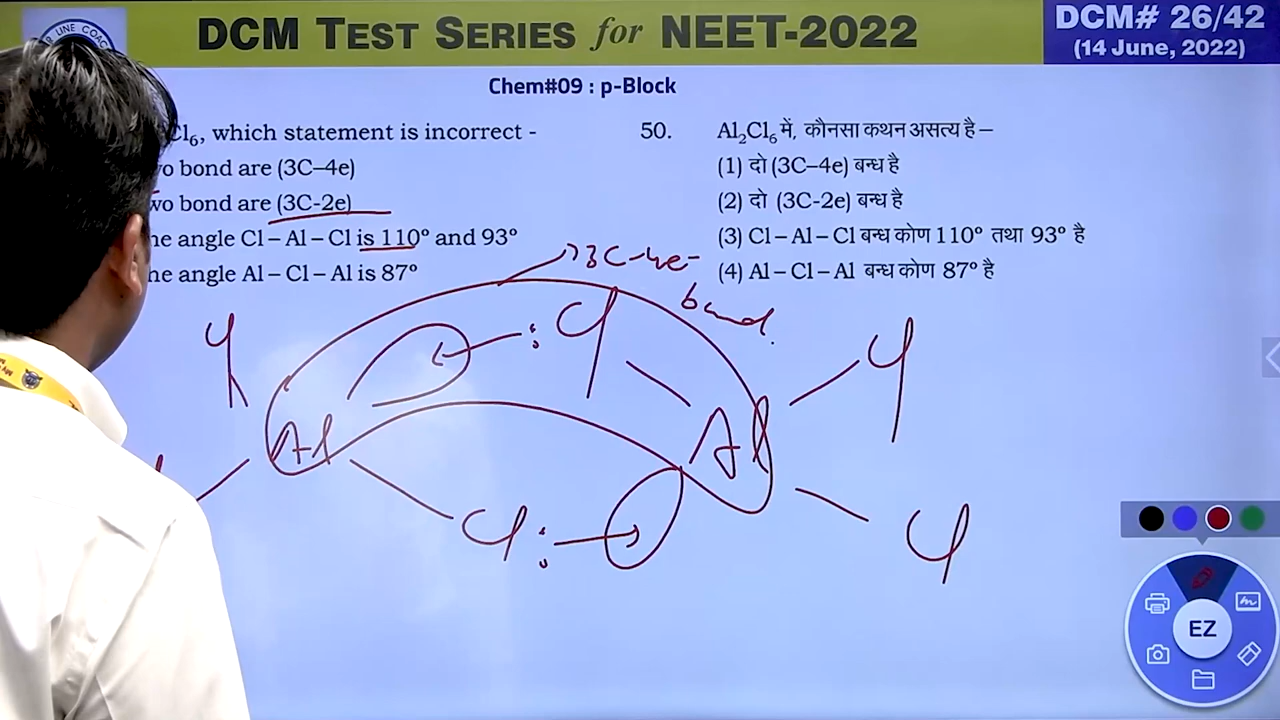 DCM TEST SERIES for NEET-2022
DCM# 26/42
(14 June, 2022)
LINE COAC
Chem#09 : p-Block
Cl₆, which statement is incorrect -
wo bond are (3C–4e)
wo bond are (3C-2e)
he angle Cl – Al – Cl is 110° and 93°
he angle Al – Cl – Al is 87°
50. Al₂Cl₆ में, कौनसा कथन असत्य है –
(1) दो (3C–4e) बन्ध है
(2) दो (3C-2e) बन्ध है
(3) Cl – Al – Cl बन्ध कोण 110° तथा 93° है
(4) Al – Cl – Al बन्ध कोण 87° है
3C-4e-
bond.
Cl :Cl Cl
Al Al
Cl: Cl
EZ